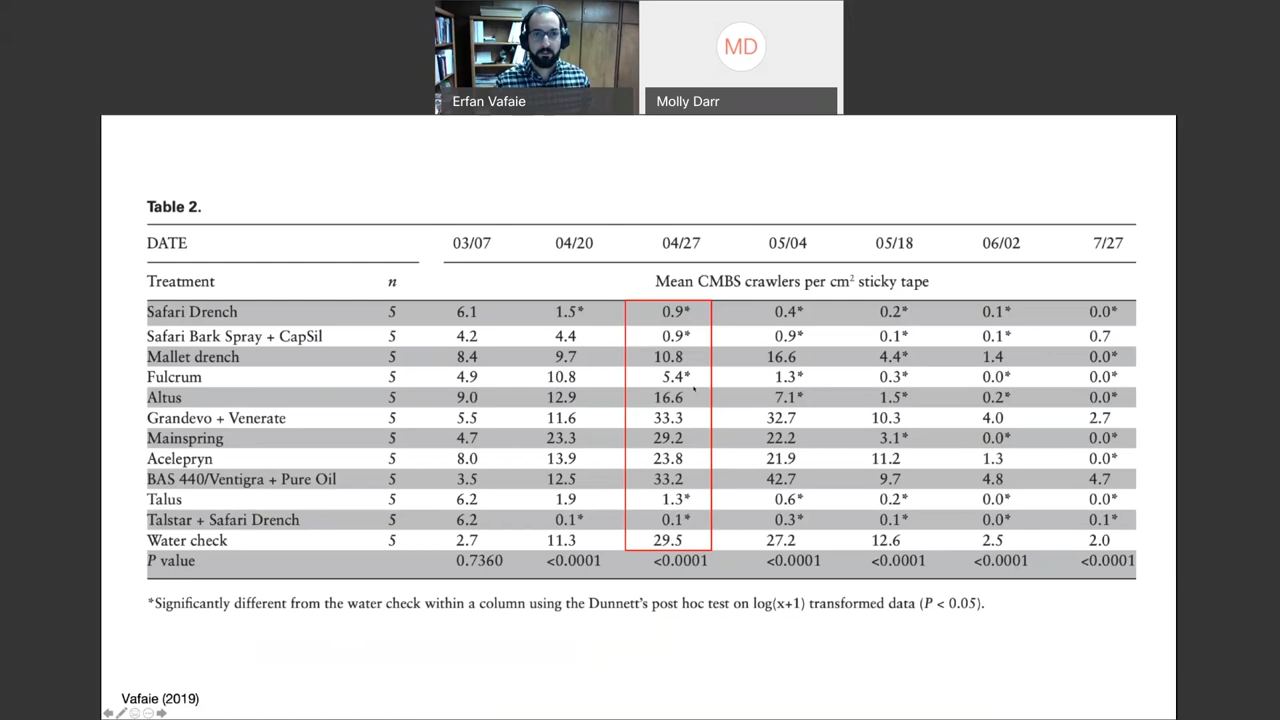 MD
Erfan Vafaie
Molly Darr
Table 2.
DATE 03/07 04/20 04/27 05/04 05/18 06/02 7/27
Treatment n Mean CMBS crawlers per cm² sticky tape
Safari Drench 5 6.1 1.5* 0.9* 0.4* 0.2* 0.1* 0.0*
Safari Bark Spray + CapSil 5 4.2 4.4 0.9* 0.9* 0.1* 0.1* 0.7
Mallet drench 5 8.4 9.7 10.8 16.6 4.4* 1.4 0.0*
Fulcrum 5 4.9 10.8 5.4* 1.3* 0.3* 0.0* 0.0*
Altus 5 9.0 12.9 16.6 7.1* 1.5* 0.2* 0.0*
Grandevo + Venerate 5 5.5 11.6 33.3 32.7 10.3 4.0 2.7
Mainspring 5 4.7 23.3 29.2 22.2 3.1* 0.0* 0.0*
Acelepryn 5 8.0 13.9 23.8 21.9 11.2 1.3 0.0*
BAS 440/Ventigra + Pure Oil 5 3.5 12.5 33.2 42.7 9.7 4.8 4.7
Talus 5 6.2 1.9 1.3* 0.6* 0.2* 0.0* 0.0*
Talstar + Safari Drench 5 6.2 0.1* 0.1* 0.3* 0.1* 0.0* 0.1*
Water check 5 2.7 11.3 29.5 27.2 12.6 2.5 2.0
P value 0.7360 <0.0001 <0.0001 <0.0001 <0.0001 <0.0001 <0.0001
*Significantly different from the water check within a column using the Dunnett's post hoc test on log(x+1) transformed data (P < 0.05).
Vafaie (2019)